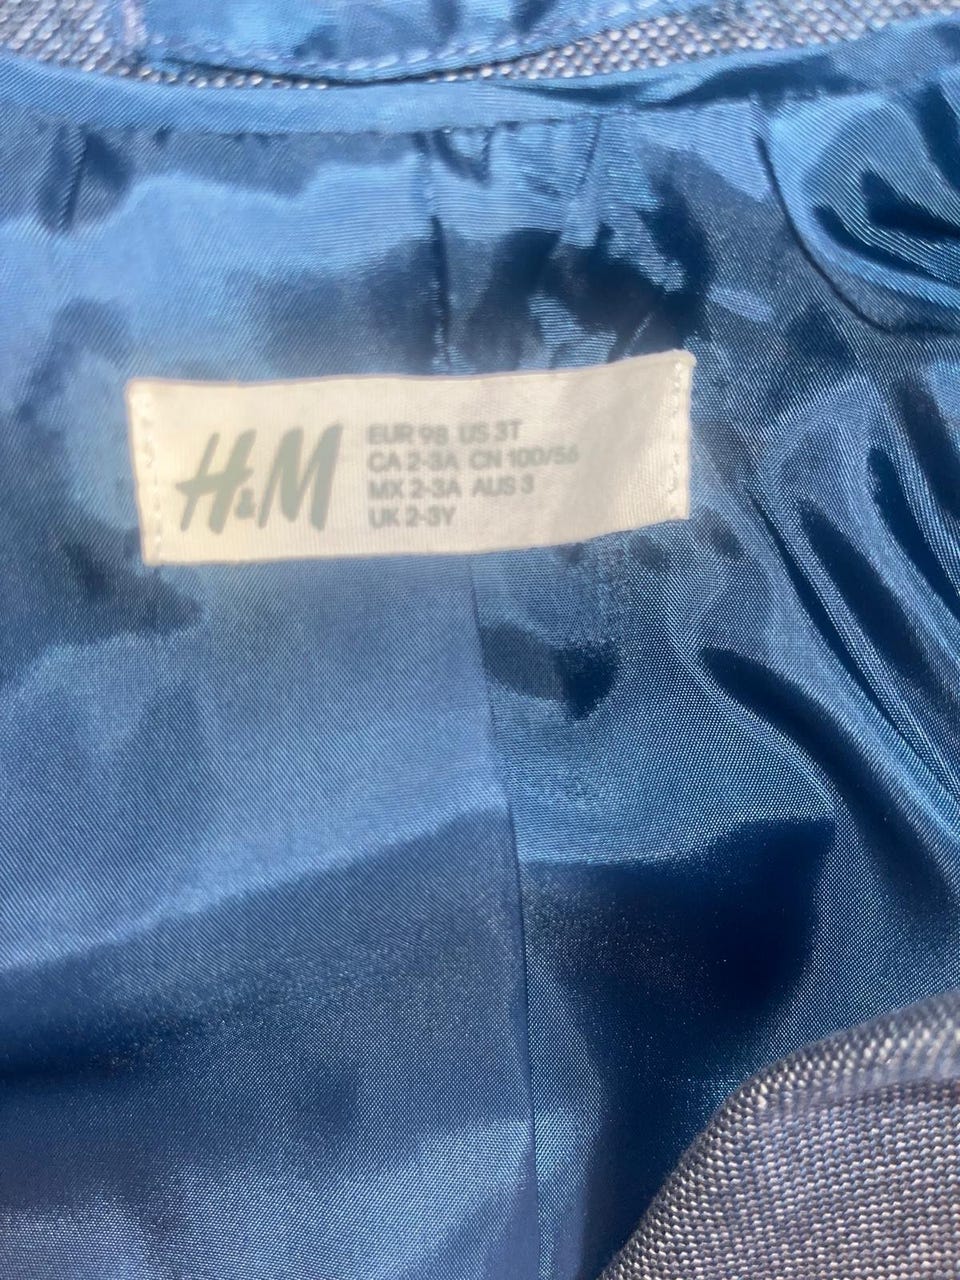 H&M
EUR 98 US 3T
CA 2-3A CN 100/56
MX 2-3A AUS 3
UK 2-3Y